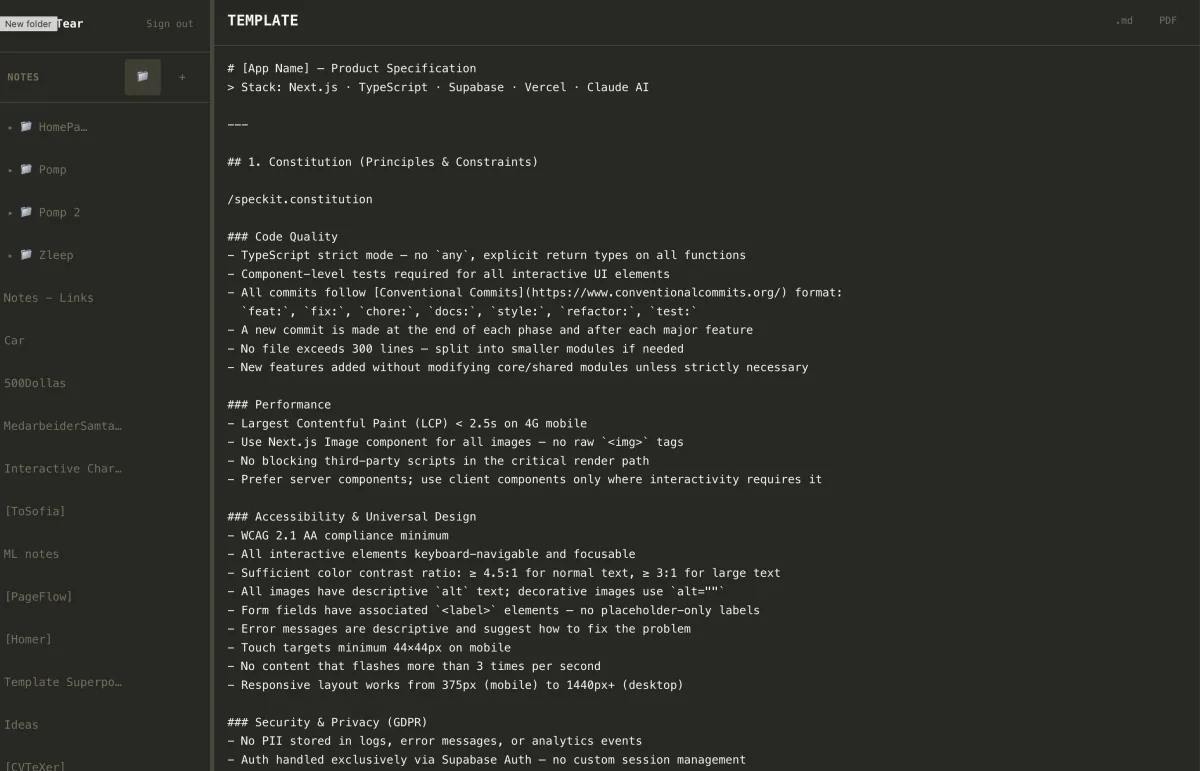 New folder
Tear
Sign out
NOTES
+
HomePa…
Pomp
Pomp 2
Zleep
Notes - Links
Car
500Dollas
MedarbeiderSamta…
Interactive Char…
[ToSofia]
ML notes
[PageFlow]
[Homer]
Template Superpo…
Ideas
[CVTeXer]
TEMPLATE
.md
PDF
# [App Name] — Product Specification
> Stack: Next.js · TypeScript · Supabase · Vercel · Claude AI
---
## 1. Constitution (Principles & Constraints)
/speckit.constitution
### Code Quality
- TypeScript strict mode — no `any`, explicit return types on all functions
- Component-level tests required for all interactive UI elements
- All commits follow [Conventional Commits](https://www.conventionalcommits.org/) format:
`feat:`, `fix:`, `chore:`, `docs:`, `style:`, `refactor:`, `test:`
- A new commit is made at the end of each phase and after each major feature
- No file exceeds 300 lines — split into smaller modules if needed
- New features added without modifying core/shared modules unless strictly necessary
### Performance
- Largest Contentful Paint (LCP) < 2.5s on 4G mobile
- Use Next.js Image component for all images — no raw `<img>` tags
- No blocking third-party scripts in the critical render path
- Prefer server components; use client components only where interactivity requires it
### Accessibility & Universal Design
- WCAG 2.1 AA compliance minimum
- All interactive elements keyboard-navigable and focusable
- Sufficient color contrast ratio: ≥ 4.5:1 for normal text, ≥ 3:1 for large text
- All images have descriptive `alt` text; decorative images use `alt=""`
- Form fields have associated `<label>` elements — no placeholder-only labels
- Error messages are descriptive and suggest how to fix the problem
- Touch targets minimum 44×44px on mobile
- No content that flashes more than 3 times per second
- Responsive layout works from 375px (mobile) to 1440px+ (desktop)
### Security & Privacy (GDPR)
- No PII stored in logs, error messages, or analytics events
- Auth handled exclusively via Supabase Auth — no custom session management